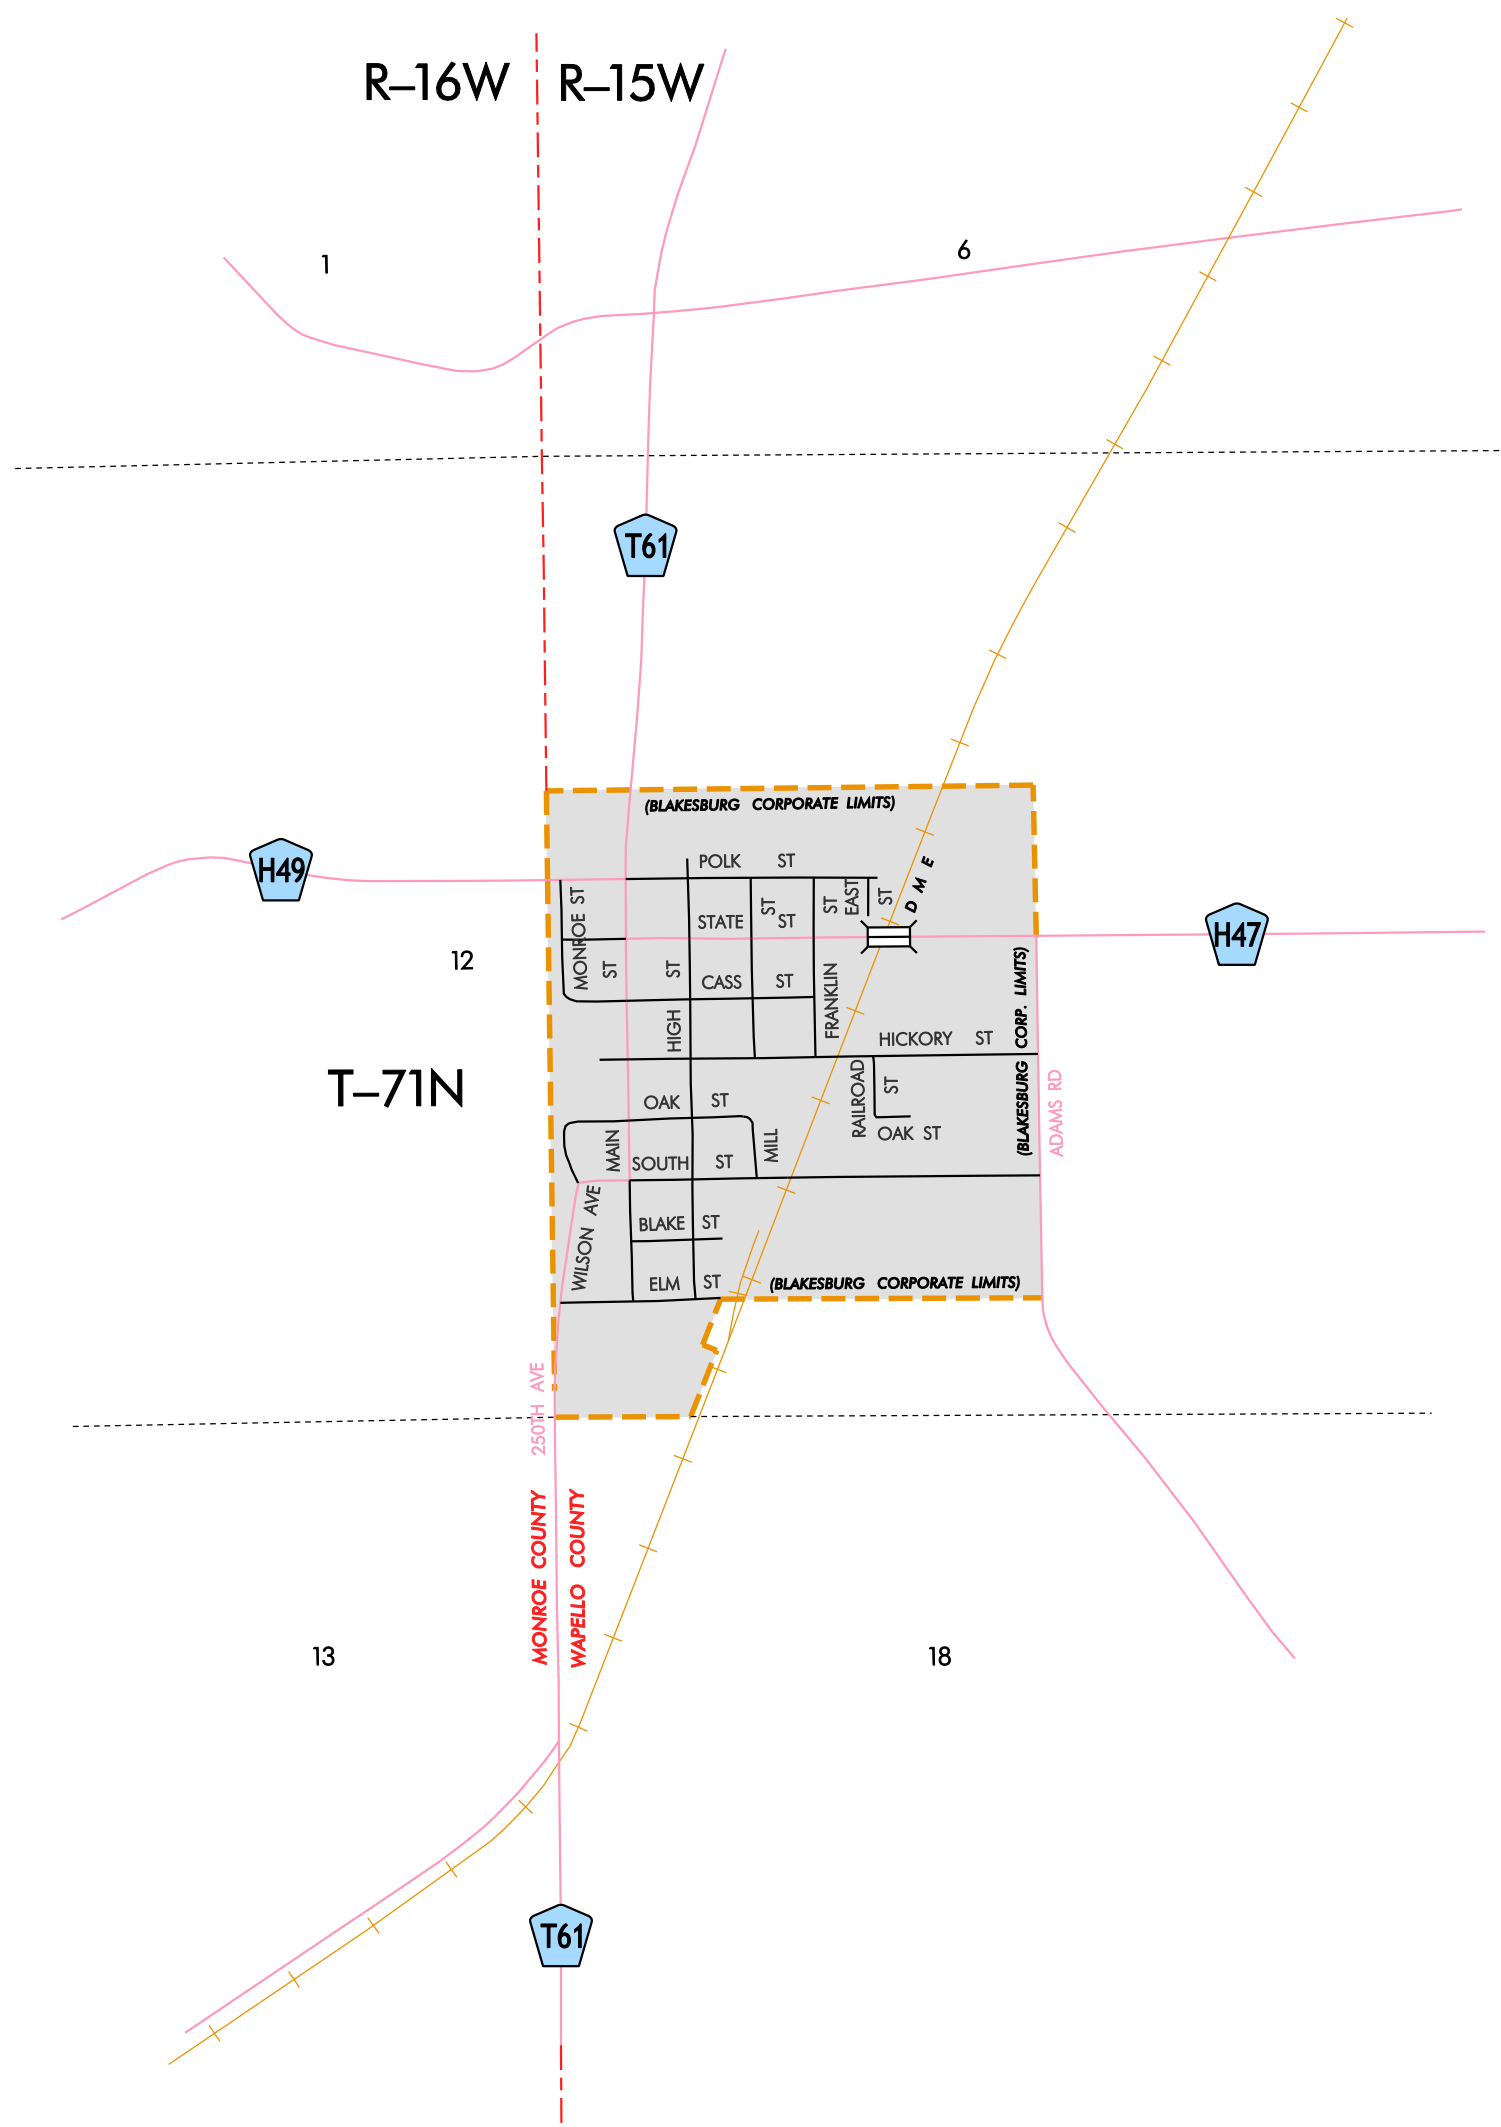 R–16W R–15W
1
6
T61
(BLAKESBURG CORPORATE LIMITS)
H49
POLK ST
MONROE ST
EAST ST
DME
STATE ST
ST
ST
H47
12
ST
ST
CASS ST
FRANKLIN
(BLAKESBURG CORP. LIMITS)
HIGH
HICKORY ST
T–71N
RAILROAD ST
ADAMS RD
OAK ST
MAIN
MILL
OAK ST
SOUTH ST
WILSON AVE
BLAKE ST
ELM ST
(BLAKESBURG CORPORATE LIMITS)
250TH AVE
MONROE COUNTY
WAPELLO COUNTY
13
18
T61